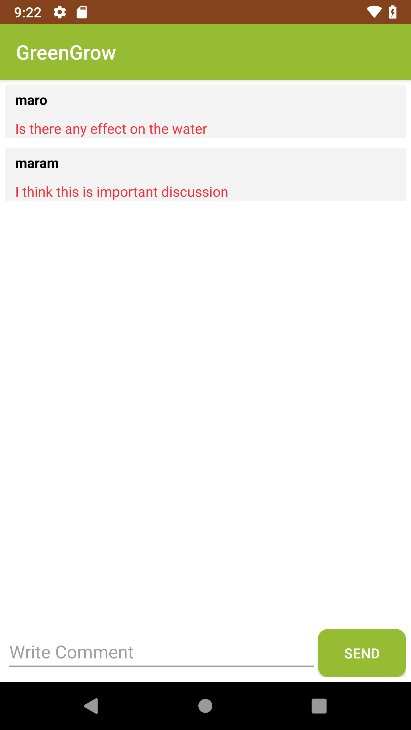 9:22
GreenGrow
maro
Is there any effect on the water
maram
I think this is important discussion
Write Comment
SEND